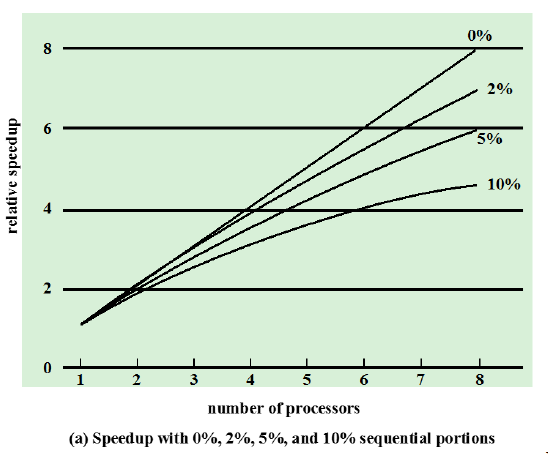 8
6
4
2
0
relative speedup
0%
2%
5%
10%
1 2 3 4 5 6 7 8
number of processors
(a) Speedup with 0%, 2%, 5%, and 10% sequential portions